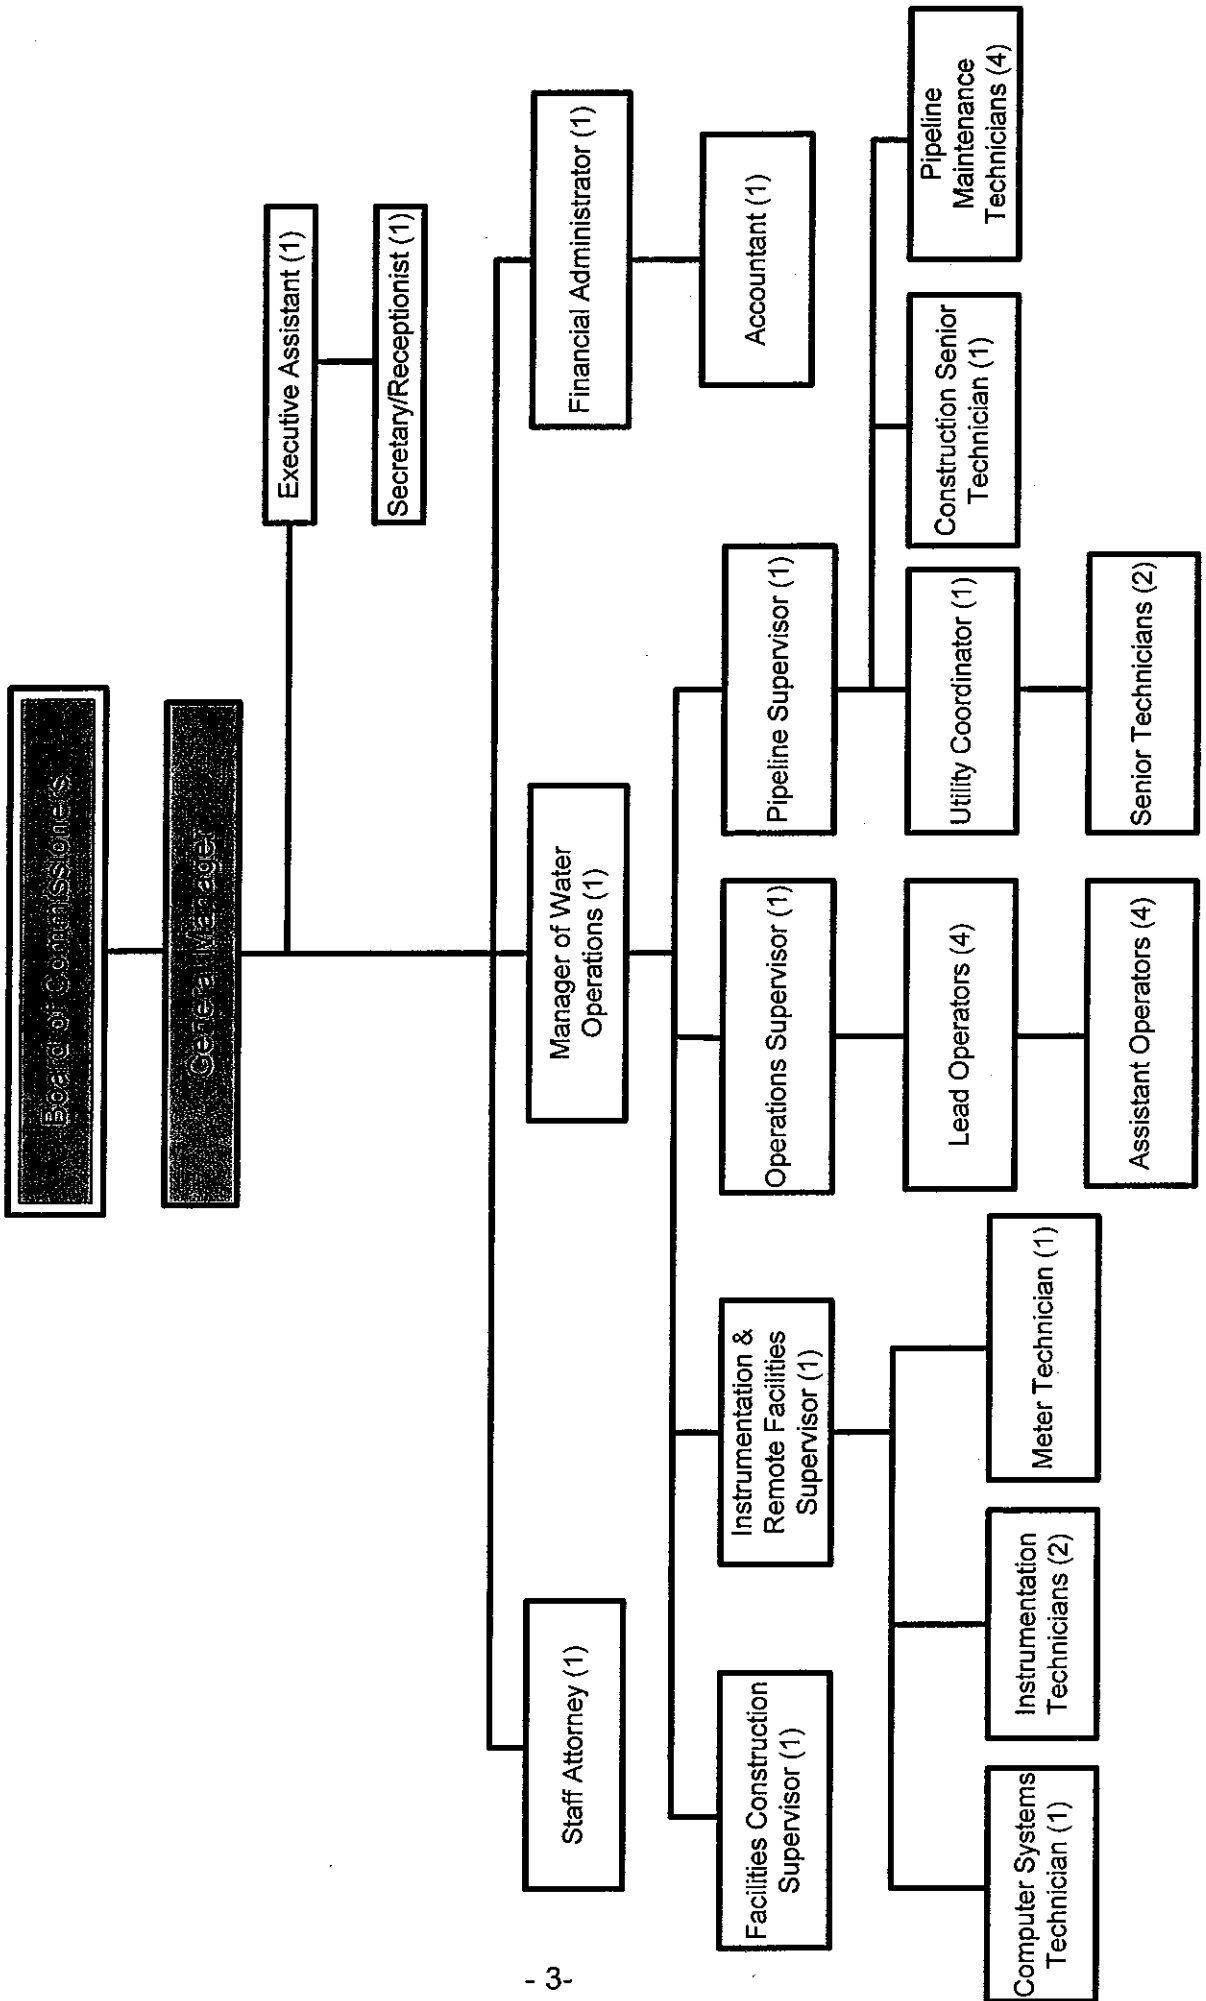 Board of Commissioners
General Manager
Executive Assistant (1)
Secretary/Receptionist (1)
Staff Attorney (1)
Manager of Water
Operations (1)
Financial Administrator (1)
Accountant (1)
Facilities Construction
Supervisor (1)
Instrumentation &
Remote Facilities
Supervisor (1)
Operations Supervisor (1)
Pipeline Supervisor (1)
Computer Systems
Technician (1)
Instrumentation
Technicians (2)
Meter Technician (1)
Lead Operators (4)
Utility Coordinator (1)
Construction Senior
Technician (1)
Pipeline
Maintenance
Technicians (4)
Assistant Operators (4)
Senior Technicians (2)
- 3-